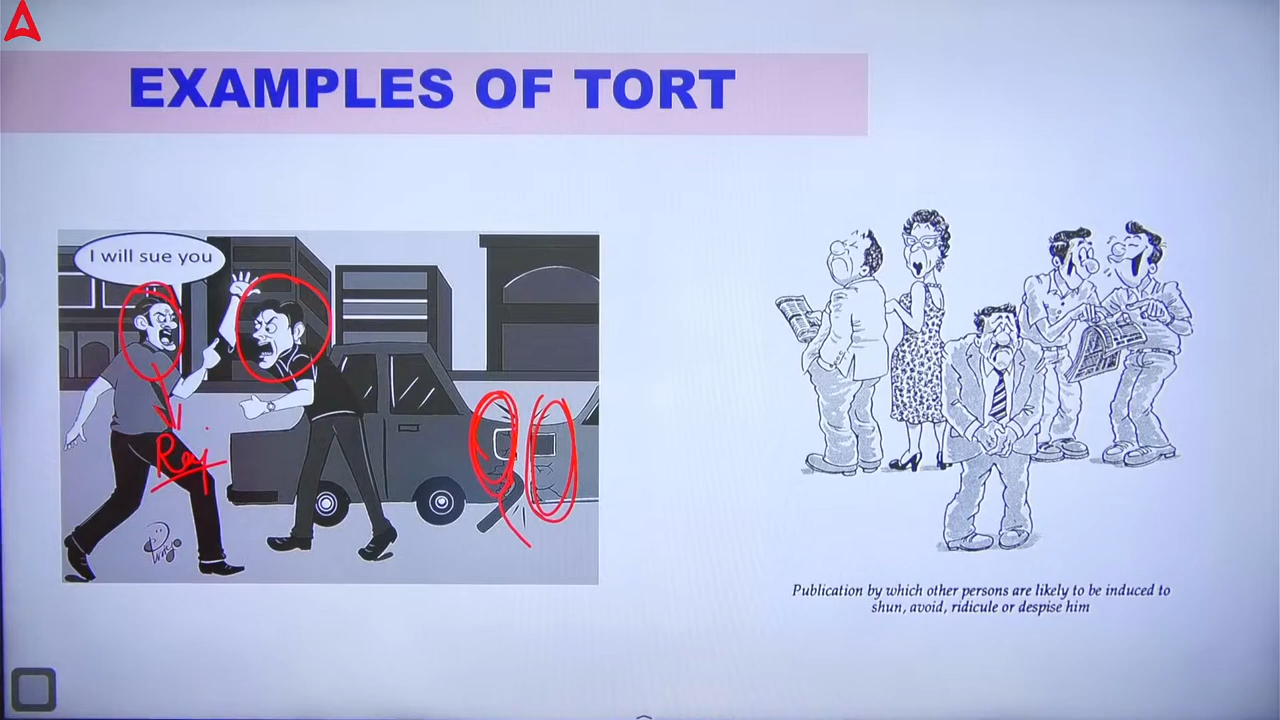 EXAMPLES OF TORT
I will sue you
Raj
Publication by which other persons are likely to be induced to
shun, avoid, ridicule or despise him